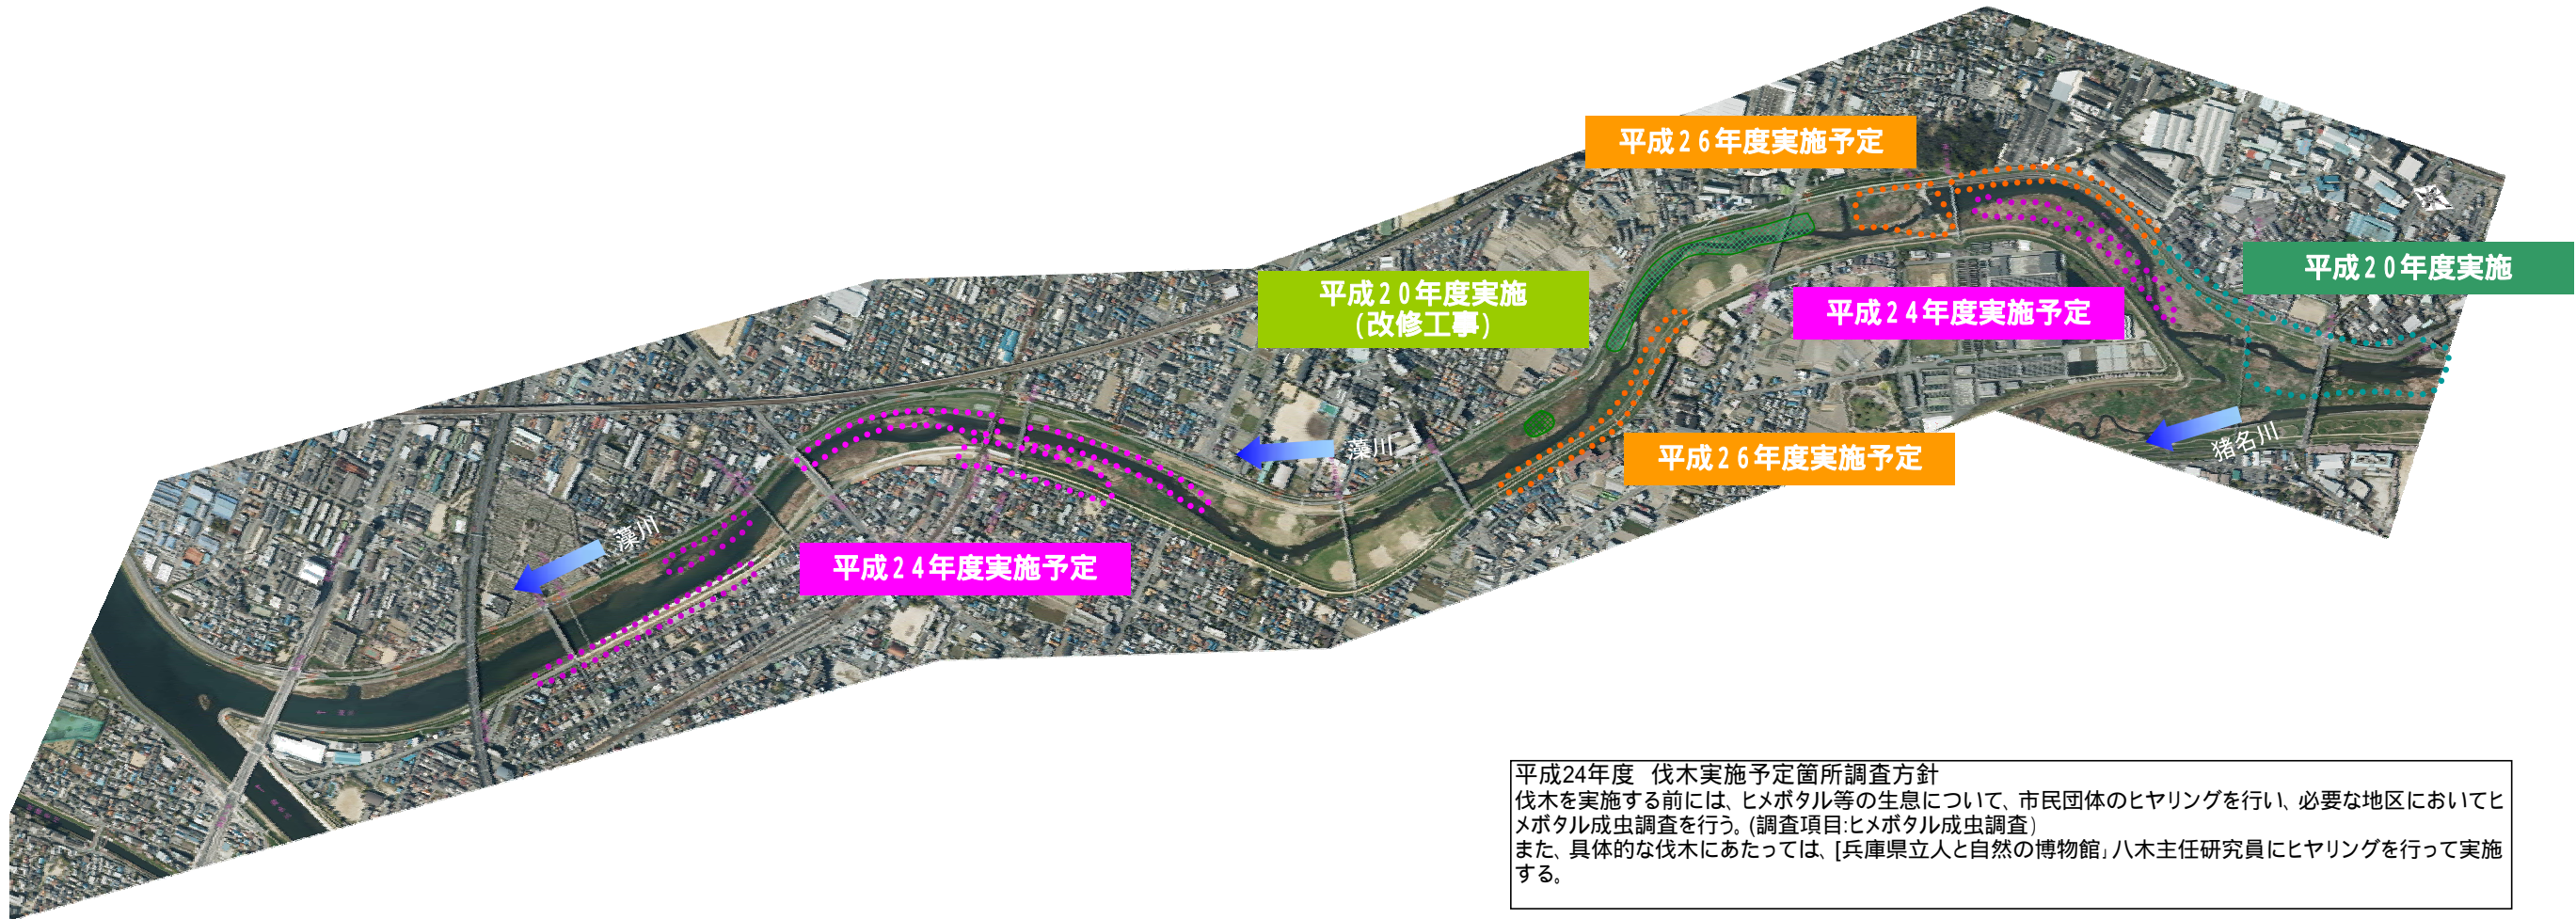 平成26年度実施予定
平成20年度実施
平成20年度実施
(改修工事)
平成24年度実施予定
藻川
猪名川
平成26年度実施予定
藻川
平成24年度実施予定
平成24年度 伐木実施予定箇所調査方針
伐木を実施する前には、ヒメボタル等の生息について、市民団体のヒヤリングを行い、必要な地区においてヒ
メボタル成虫調査を行う。(調査項目:ヒメボタル成虫調査)
また、具体的な伐木にあたっては、[兵庫県立人と自然の博物館」八木主任研究員にヒヤリングを行って実施
する。